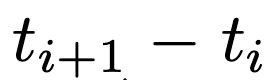 t_{i+1} - t_i